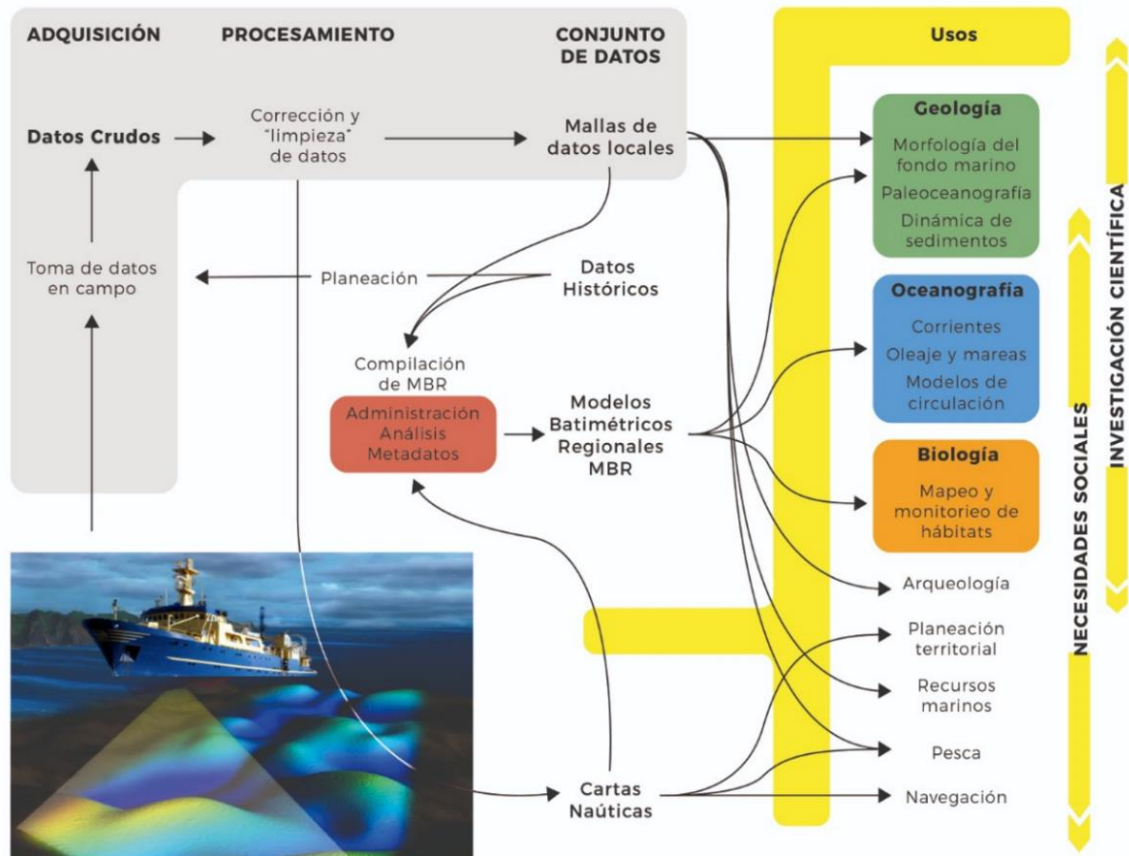 ADQUISICIÓN
PROCESAMIENTO
CONJUNTO
DE DATOS
Usos
Datos Crudos
Corrección y
"limpieza"
de datos
Mallas de
datos locales
Toma de datos
en campo
Planeación
Datos
Históricos
Compilación
de MBR
Administración
Análisis
Metadatos
Modelos
Batimétricos
Regionales
MBR
Cartas
Naúticas
Geología
Morfología del
fondo marino
Paleoceanografía
Dinámica de
sedimentos
Oceanografía
Corrientes
Oleaje y mareas
Modelos de
circulación
Biología
Mapeo y
monitorieo de
hábitats
Arqueología
Planeación
territorial
Recursos
marinos
Pesca
Navegación
NECESIDADES SOCIALES
INVESTIGACIÓN CIENTÍFICA